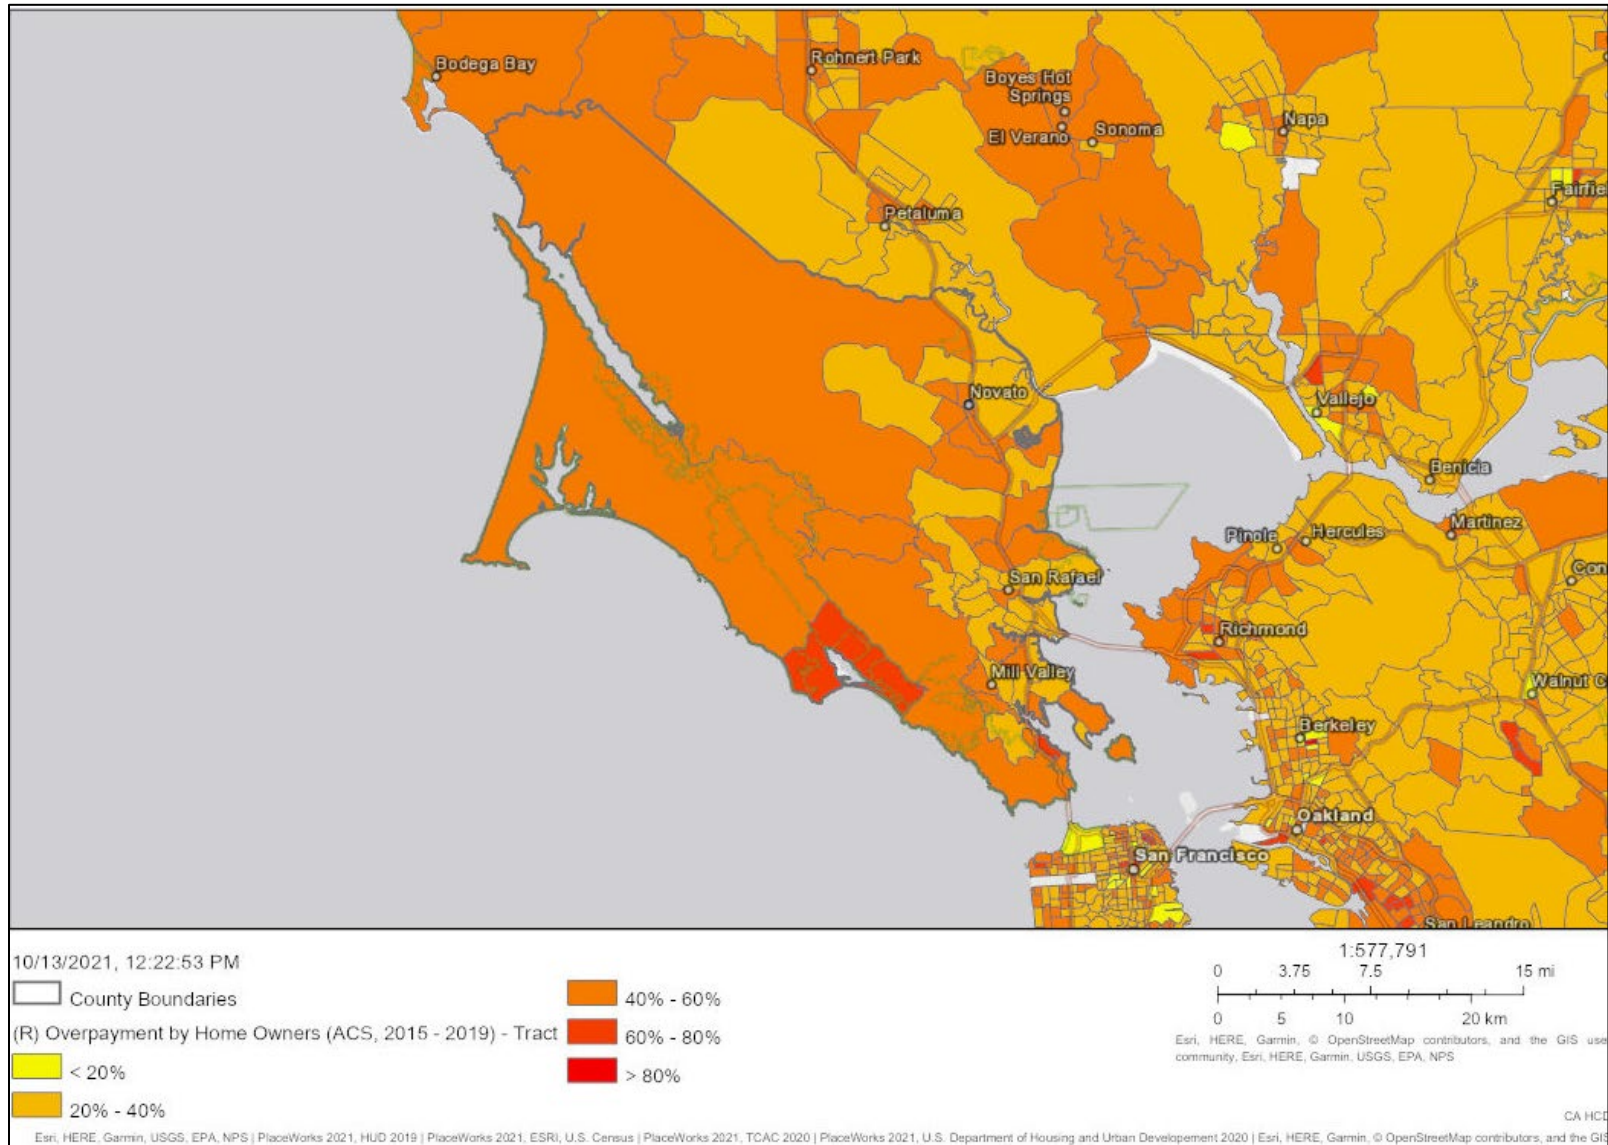 Bodega Bay
Rohnert Park
Boyes Hot
Springs
El Verano
Sonoma
Napa
Petaluma
Novato
Vallejo
Benicia
Pinole
Hercules
Martinez
San Rafael
Richmond
Mill Valley
Berkeley
Oakland
San Francisco
San Leandro
10/13/2021, 12:22:53 PM
County Boundaries
(R) Overpayment by Home Owners (ACS, 2015 - 2019) - Tract
< 20%
20% - 40%
40% - 60%
60% - 80%
> 80%
1:577,791
0 3.75 7.5 15 mi
0 5 10 20 km
Esri, HERE, Garmin, © OpenStreetMap contributors, and the GIS use
community, Esri, HERE, Garmin, USGS, EPA, NPS
CA HCD
Esri, HERE, Garmin, USGS, EPA, NPS | PlaceWorks 2021, HUD 2019 | PlaceWorks 2021, ESRI, U.S. Census | PlaceWorks 2021, TCAC 2020 | PlaceWorks 2021, U.S. Department of Housing and Urban Developement 2020 | Esri, HERE, Garmin, © OpenStreetMap contributors, and the GIS